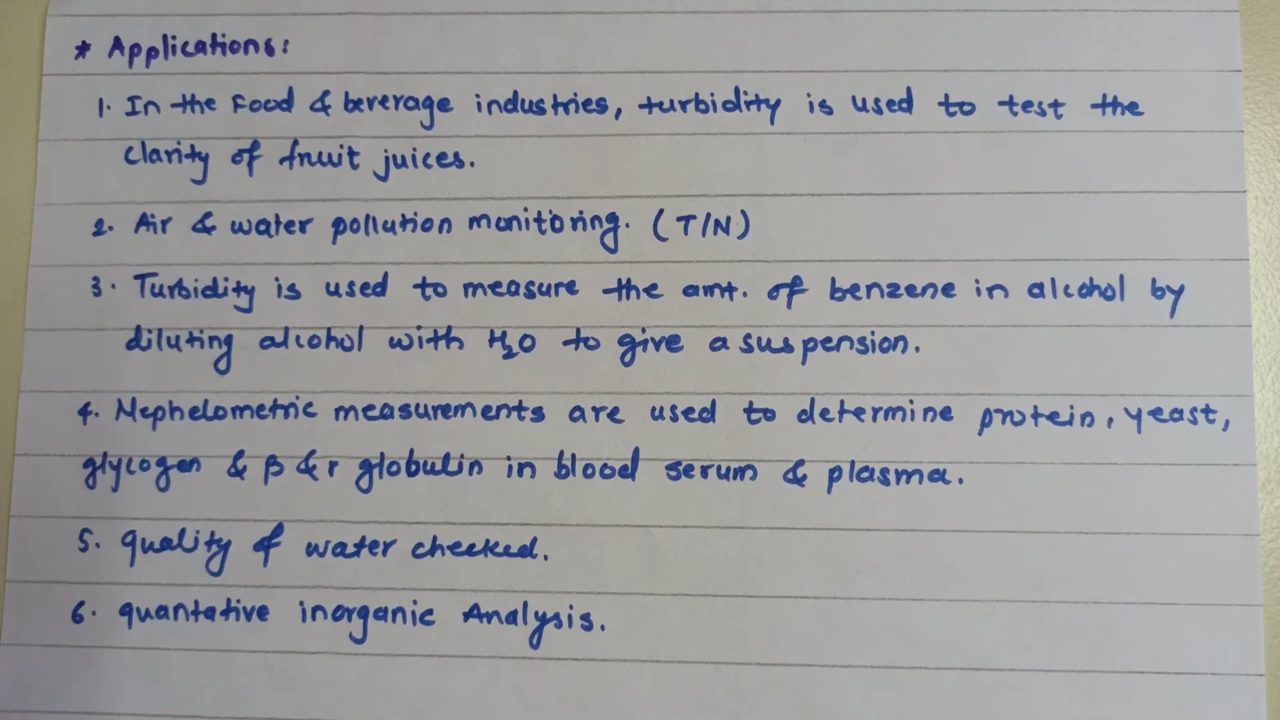 * Applications:
1. In the Food & beverage industries, turbidity is used to test the
clarity of fruit juices.
2. Air & water pollution monitoring. (T/N)
3. Turbidity is used to measure the amt. of benzene in alcohol by
diluting alcohol with H₂O to give a suspension.
4. Nephelometric measurements are used to determine protein, yeast,
glycogen & β & r globulin in blood serum & plasma.
5. quality of water checked.
6. quantative inorganic Analysis.